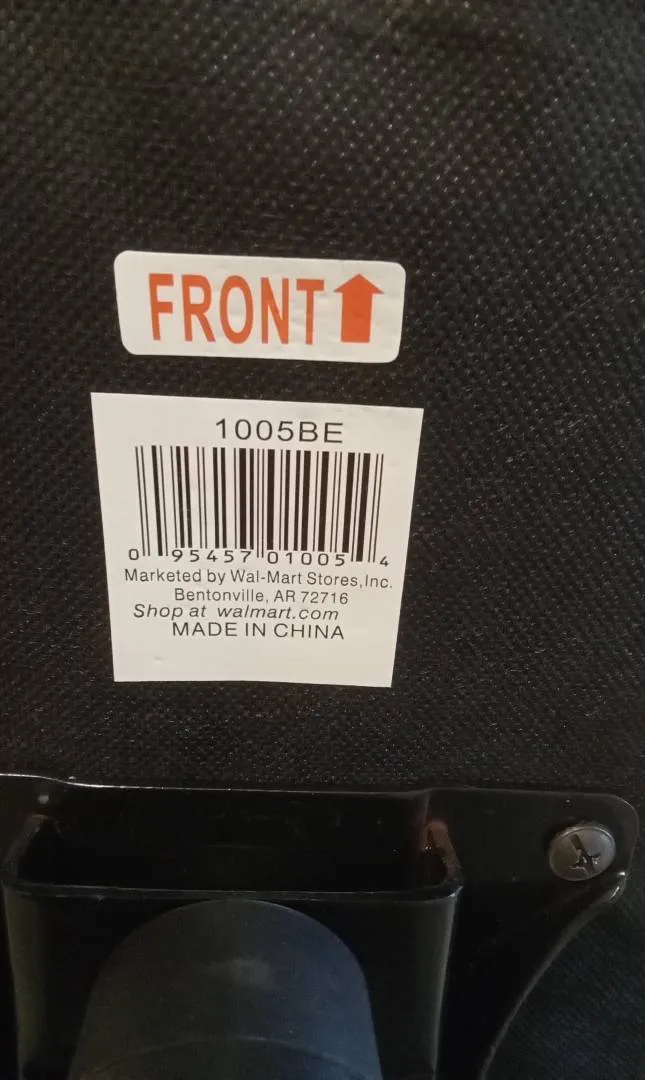 FRONT
1005BE
0 95457 01005 4
Marketed by Wal-Mart Stores,Inc.
Bentonville, AR 72716
Shop at walmart.com
MADE IN CHINA